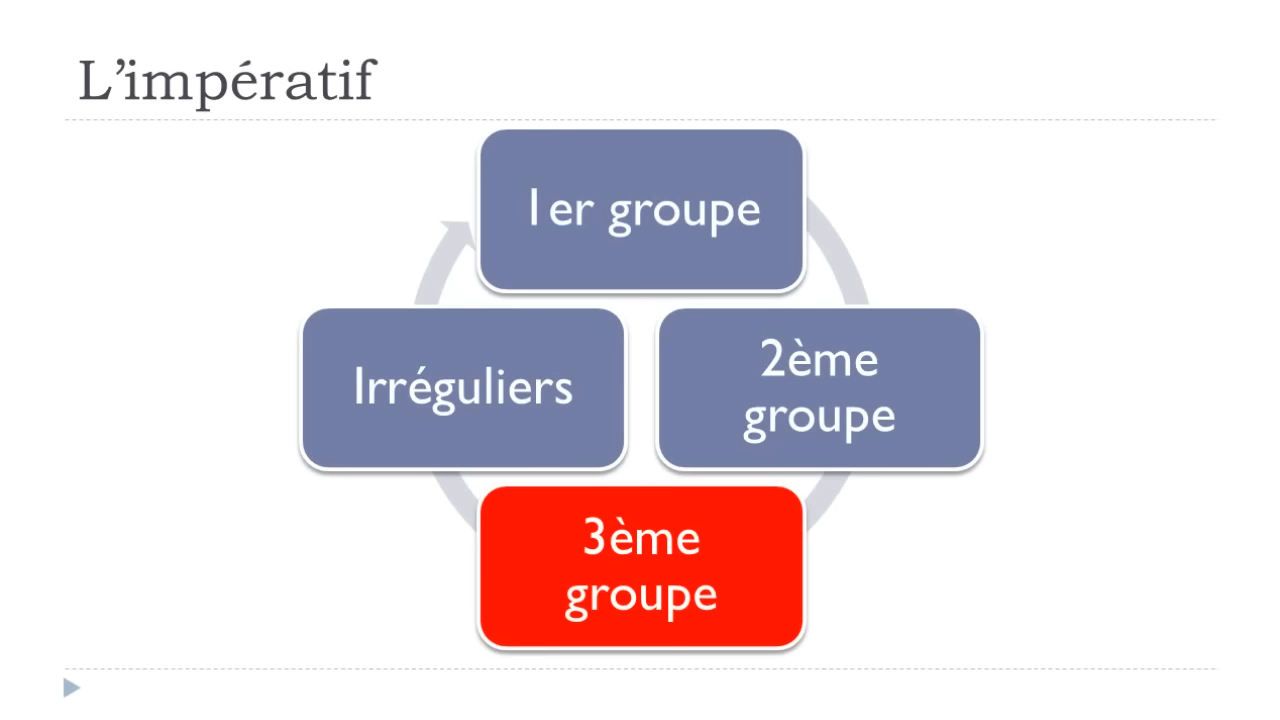 L’impératif
1er groupe
2ème
groupe
3ème
groupe
Irréguliers